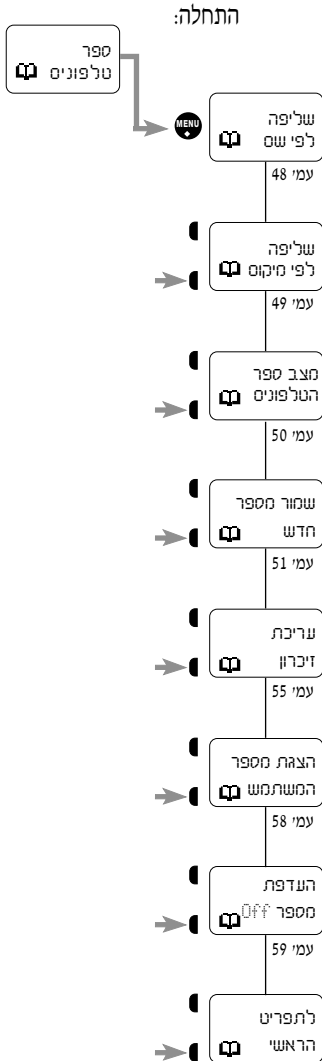 התחלה:
ספר
טלפונים
MENU
שליפה
לפי שם
עמ' 48
שליפה
לפי מיקום
עמ' 49
מצב ספר
הטלפונים
עמ' 50
שמור מספר
חדש
עמ' 51
עריכת
זיכרון
עמ' 55
הצגת מספר
המשתמש
עמ' 58
העדפת
מספר Off
עמ' 59
לתפריט
הראשי